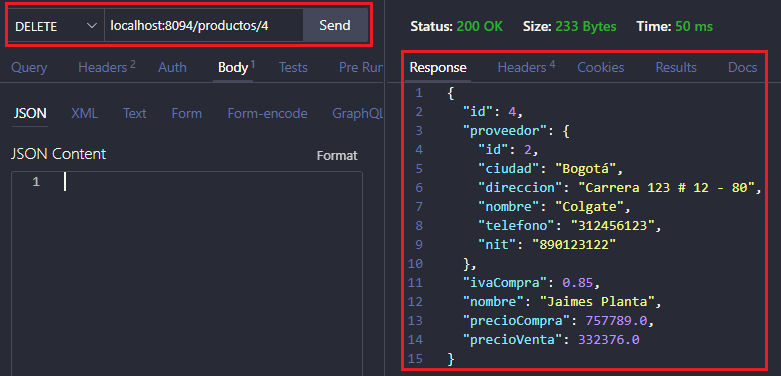 DELETE localhost:8094/productos/4 Send
Query Headers 2 Auth Body 1 Tests Pre Run
JSON XML Text Form Form-encode GraphQL
JSON Content Format
1
Status: 200 OK Size: 233 Bytes Time: 50 ms
Response Headers 4 Cookies Results Docs
1 {
2 "id": 4,
3 "proveedor": {
4 "id": 2,
5 "ciudad": "Bogotá",
6 "direccion": "Carrera 123 # 12 - 80",
7 "nombre": "Colgate",
8 "telefono": "312456123",
9 "nit": "890123122"
10 },
11 "ivaCompra": 0.85,
12 "nombre": "Jaimes Planta",
13 "precioCompra": 757789.0,
14 "precioVenta": 332376.0
15 }